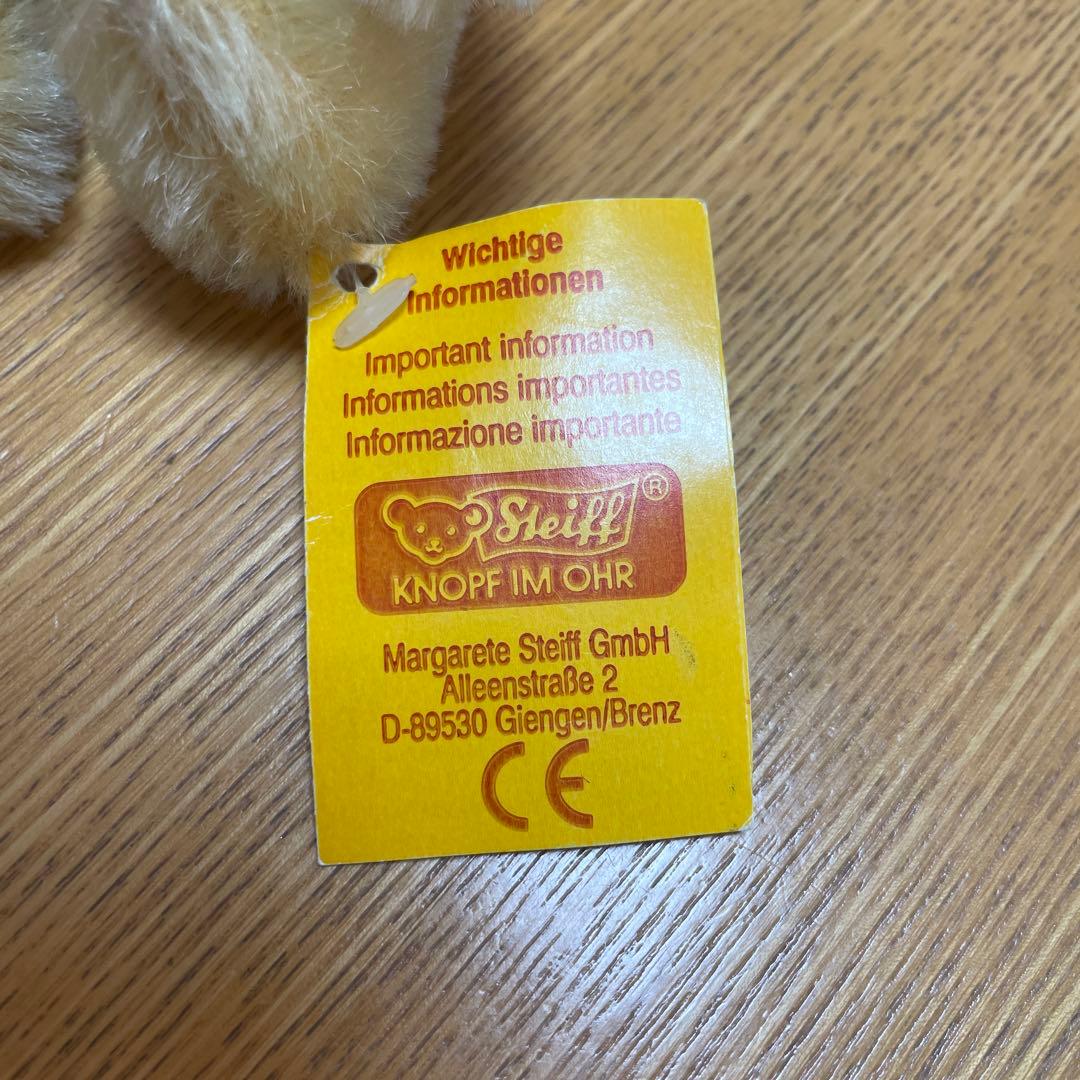 Wichtige
Informationen
Important information
Informations importantes
Informazione importante
Steiff ®
KNOPF IM OHR
Margarete Steiff GmbH
Alleenstraße 2
D-89530 Giengen/Brenz
CE